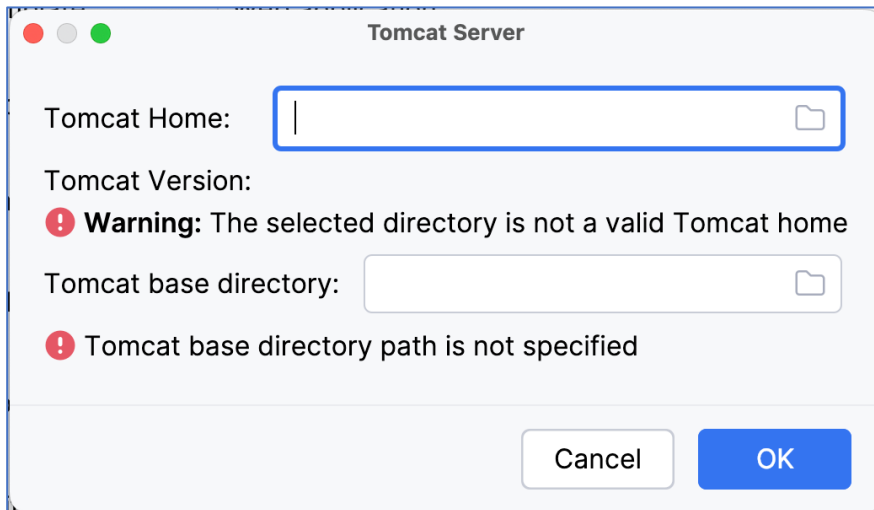 Tomcat Server
Tomcat Home:
Tomcat Version:
Warning: The selected directory is not a valid Tomcat home
Tomcat base directory:
Tomcat base directory path is not specified
Cancel OK